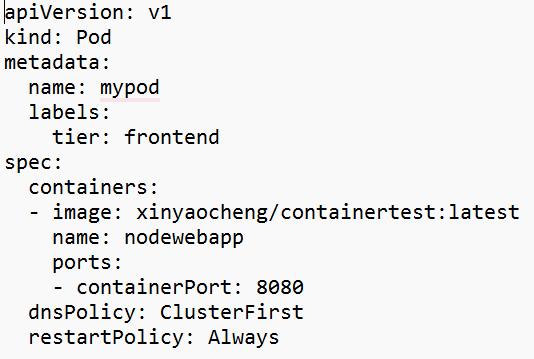 apiVersion: v1
kind: Pod
metadata:
  name: mypod
  labels:
    tier: frontend
spec:
  containers:
  - image: xinyaocheng/containertest:latest
    name: nodewebapp
    ports:
    - containerPort: 8080
  dnsPolicy: ClusterFirst
  restartPolicy: Always